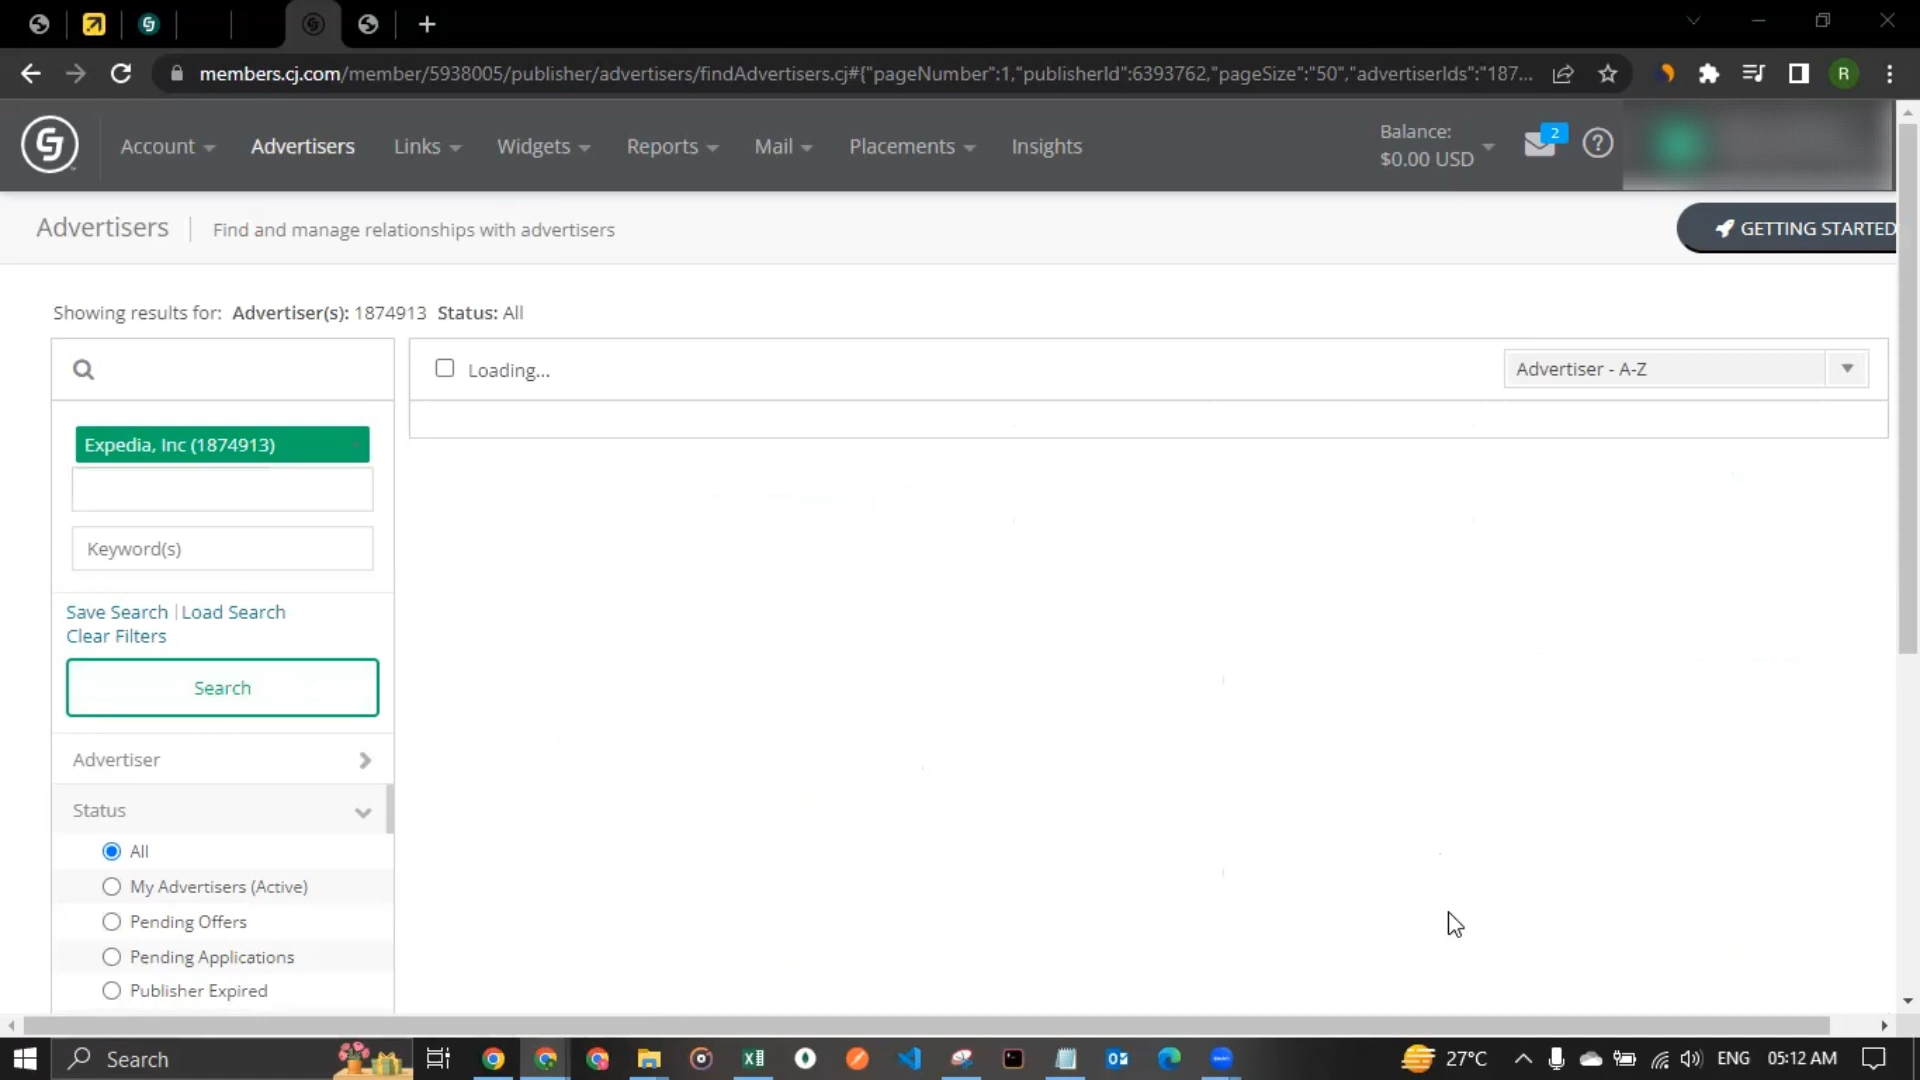 members.cj.com/member/5938005/publisher/advertisers/findAdvertisers.cj#{"pageNumber":1,"publisherId":6393762,"pageSize":"50","advertiserIds":"187...
R
Account
Advertisers
Links
Widgets
Reports
Mail
Placements
Insights
Balance:
$0.00 USD
2
Advertisers
Find and manage relationships with advertisers
GETTING STARTED
Showing results for: Advertiser(s): 1874913 Status: All
Loading...
Advertiser - A-Z
Expedia, Inc (1874913)
Keyword(s)
Save Search | Load Search
Clear Filters
Search
Advertiser
Status
All
My Advertisers (Active)
Pending Offers
Pending Applications
Publisher Expired
Search
27°C
ENG
05:12 AM